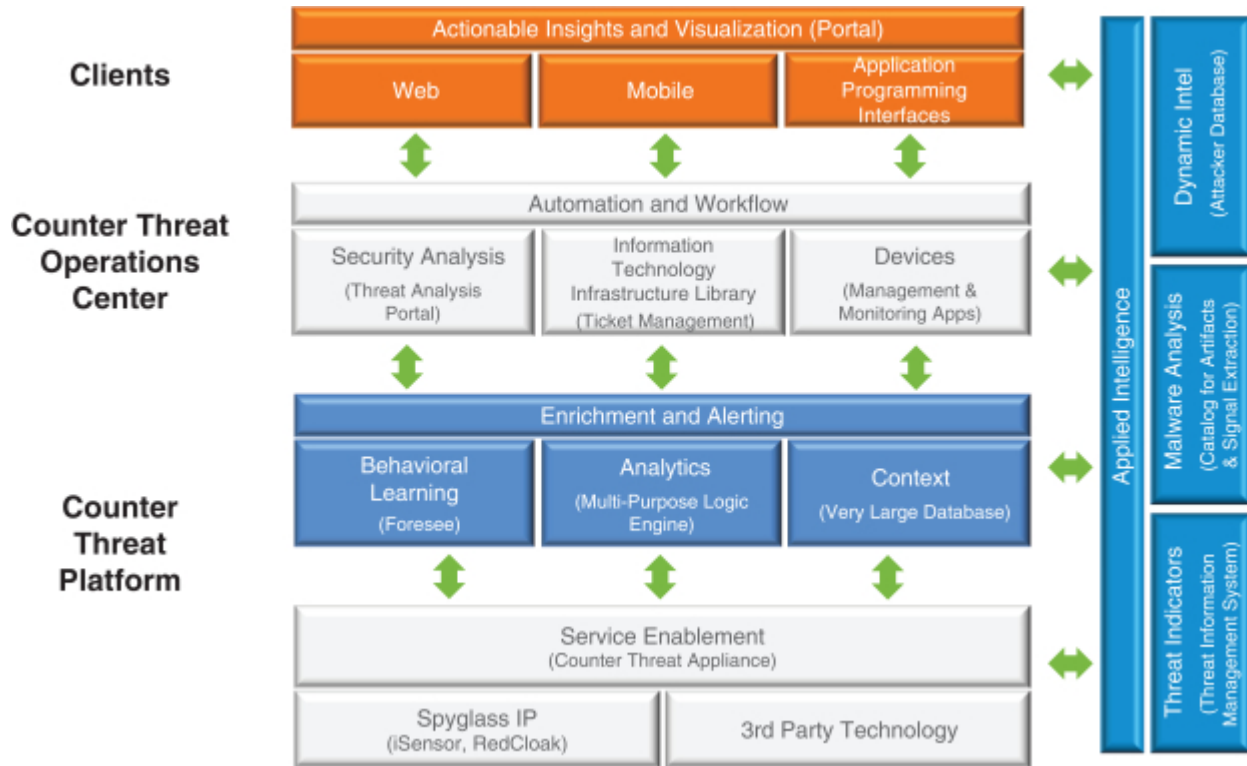 Clients
Actionable Insights and Visualization (Portal)
Web
Mobile
Application
Programming
Interfaces
Counter Threat
Operations
Center
Automation and Workflow
Security Analysis
(Threat Analysis
Portal)
Information
Technology
Infrastructure Library
(Ticket Management)
Devices
(Management &
Monitoring Apps)
Counter
Threat
Platform
Enrichment and Alerting
Behavioral
Learning
(Foresee)
Analytics
(Multi-Purpose Logic
Engine)
Context
(Very Large Database)
Service Enablement
(Counter Threat Appliance)
Spyglass IP
(iSensor, RedCloak)
3rd Party Technology
Applied Intelligence
Dynamic Intel
(Attacker Database)
Malware Analysis
(Catalog for Artifacts
& Signal Extraction)
Threat Indicators
(Threat Information
Management System)